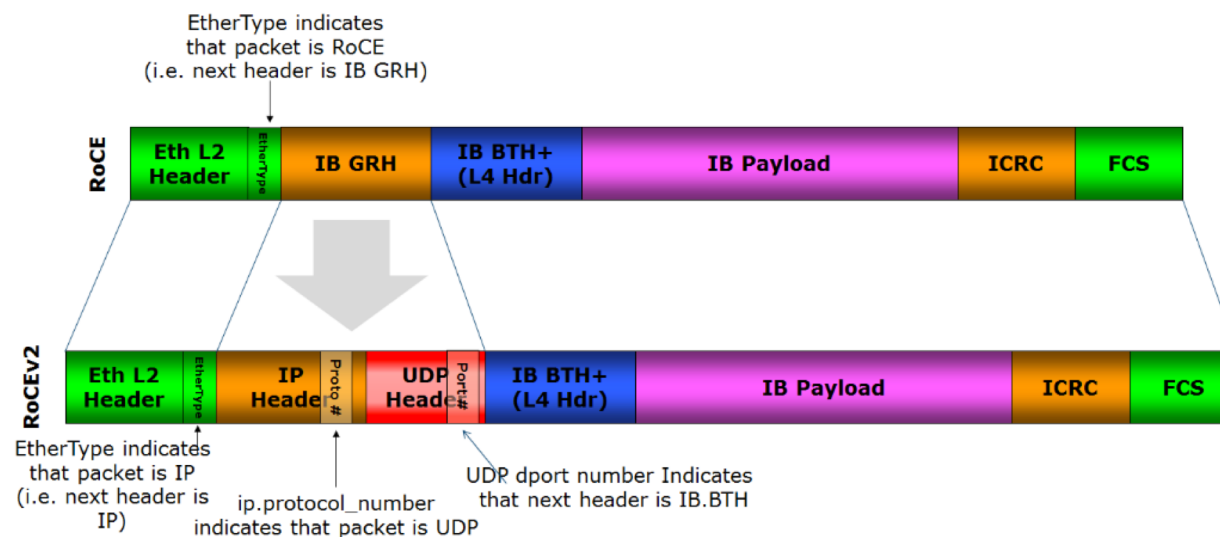 EtherType indicates
that packet is RoCE
(i.e. next header is IB GRH)
RoCE
Eth L2
Header
EtherType
IB GRH
IB BTH+
(L4 Hdr)
IB Payload
ICRC
FCS
RoCEv2
Eth L2
Header
EtherType
IP
Header
Proto #
UDP
Header
Port #
IB BTH+
(L4 Hdr)
IB Payload
ICRC
FCS
EtherType indicates
that packet is IP
(i.e. next header is
IP)
ip.protocol_number
indicates that packet is UDP
UDP dport number Indicates
that next header is IB.BTH